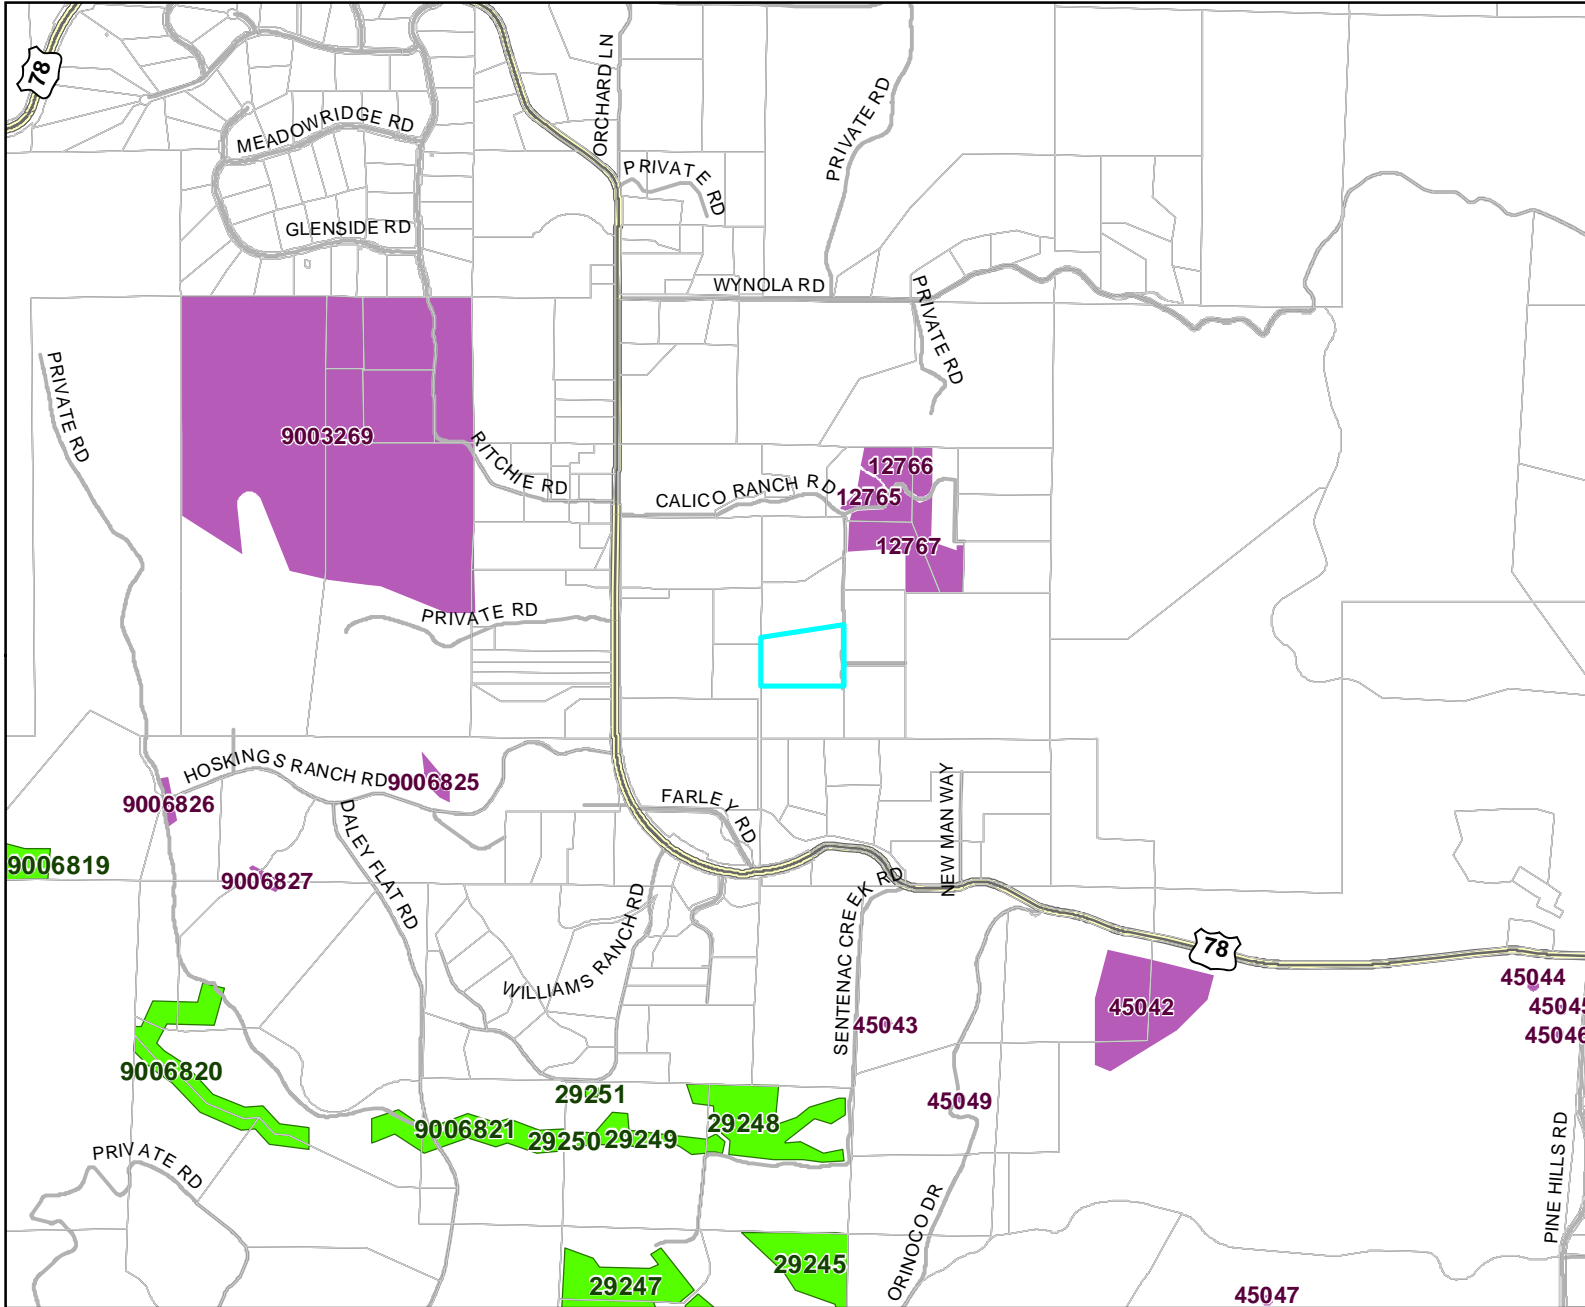 78
ORCHARD LN
PRIVATE RD
MEADOWRIDGE RD
PRIVATE RD
GLENSIDE RD
WYNOLA RD
PRIVATE RD
PRIVATE RD
9003269
RITCHIE RD
12766
CALICO RANCH RD
12765
12767
PRIVATE RD
HOSKINGS RANCH RD
9006825
9006826
FARLEY RD
NEW MAN WAY
DALEY FLAT RD
9006819
9006827
SENTENAC CREEK RD
WILLIAMS RANCH RD
78
45044
45042
45045
45043
45046
9006820
29251
45049
9006821
29250
29249
29248
PRIVATE RD
PINE HILLS RD
ORINOCO DR
29245
29247
45047